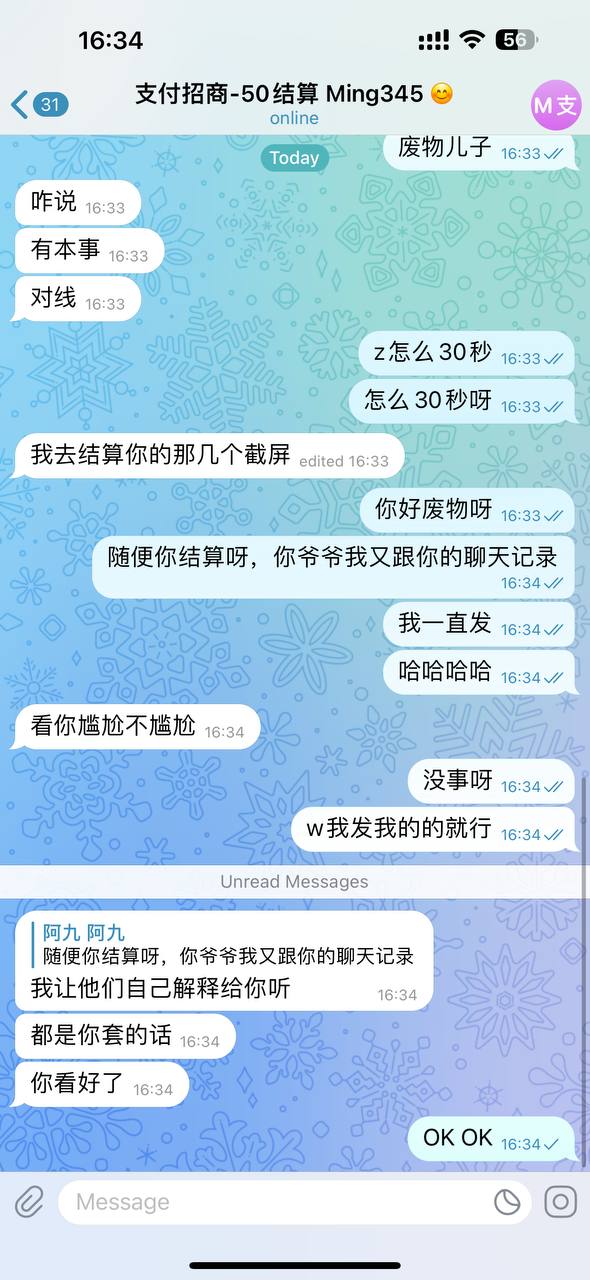 16:34
56
31
支付招商-50结算 Ming345 😊
online
M支
Today
废物儿子 16:33
咋说 16:33
有本事 16:33
对线 16:33
z怎么30秒 16:33
怎么30秒呀 16:33
我去结算你的那几个截屏 edited 16:33
你好废物呀 16:33
随便你结算呀，你爷爷我又跟你的聊天记录
16:34
我一直发 16:34
哈哈哈哈 16:34
看你尴尬不尴尬 16:34
没事呀 16:34
w我发我的的就行 16:34
Unread Messages
阿九 阿九
随便你结算呀，你爷爷我又跟你的聊天记录
我让他们自己解释给你听 16:34
都是你套的话 16:34
你看好了 16:34
OK OK 16:34
Message